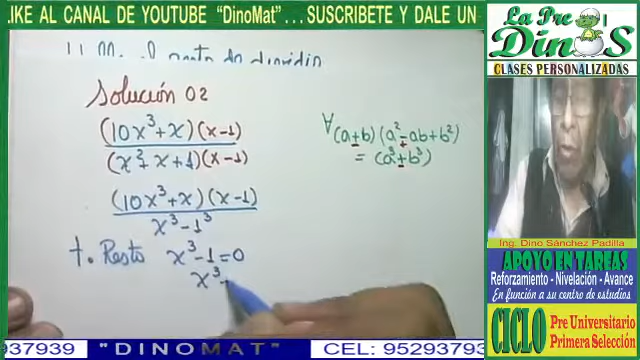 LIKE AL CANAL DE YOUTUBE "DinoMat"... SUSCRIBETE Y DALE UN
La Pre
DinoS
CLASES PERSONALIZADAS
Solución 02
(10x³+x)(x-1)
(x²+x+1)(x-1)
∀(a±b)(a²∓ab+b²)
= (a³±b³)
(10x³+x)(x-1)
x³-1³
t. Resto x³-1=0
x³
Ing. Dino Sánchez Padilla
APOYO EN TAREAS
Reforzamiento - Nivelación - Avance
En función a su centro de estudios
CICLO Pre Universitario
Primera Selección
937939 "DINOMAT" CEL: 95293793